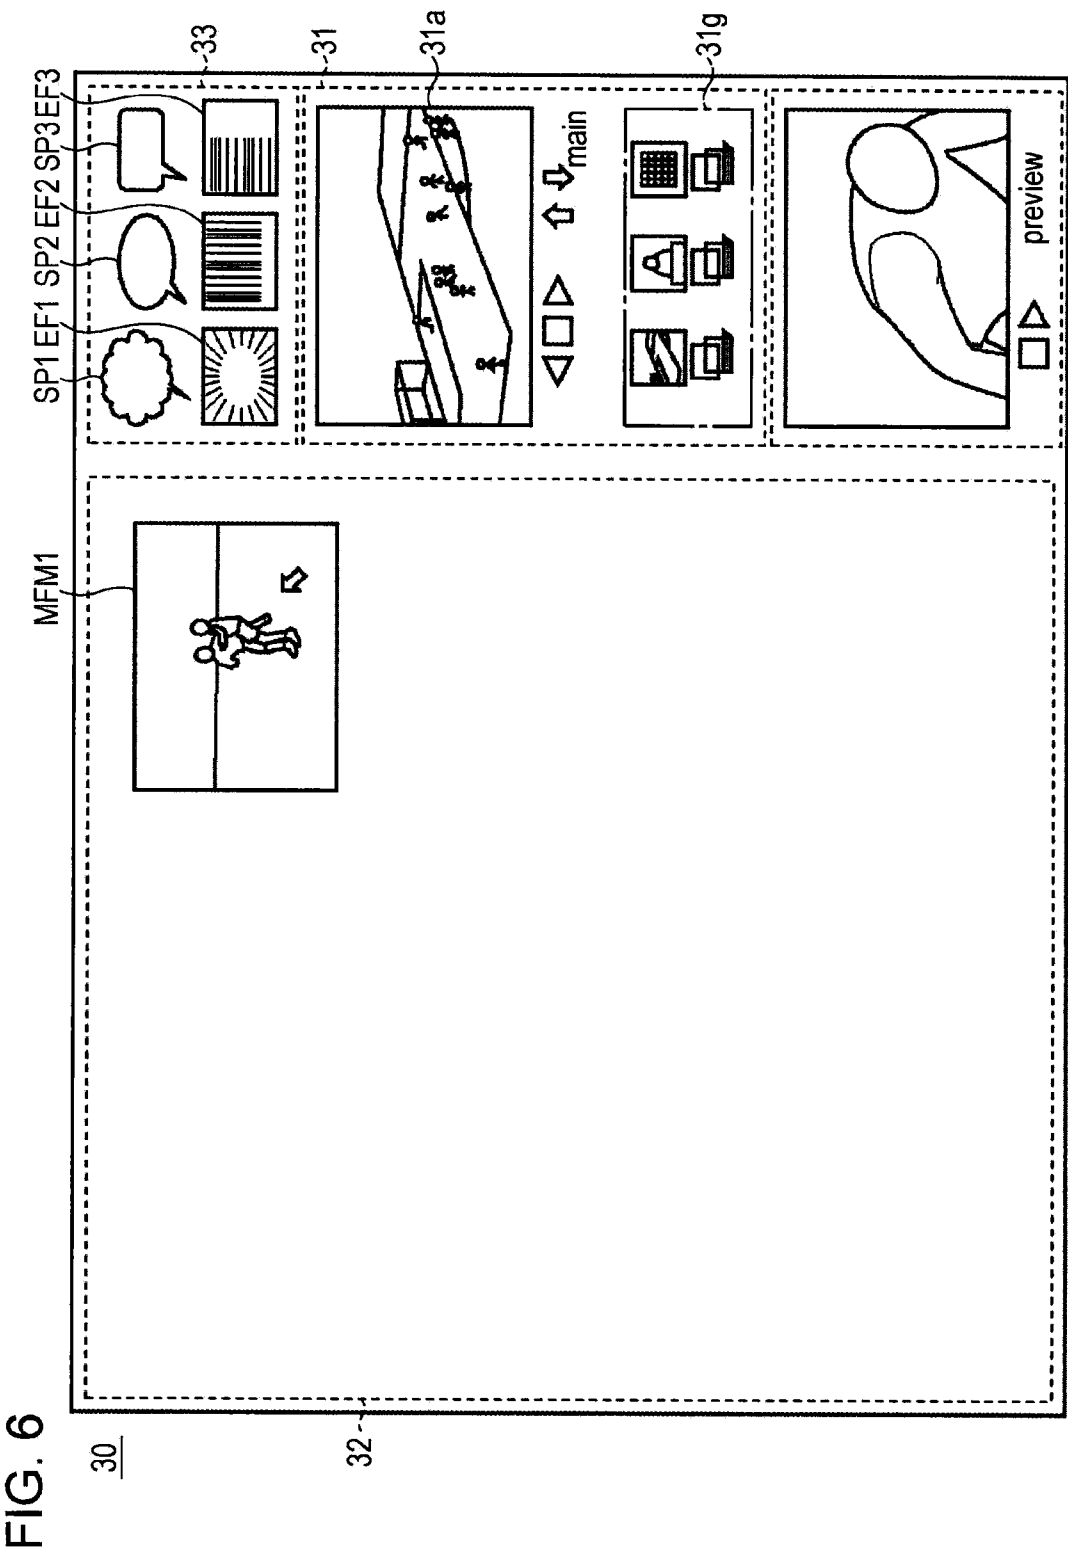 FIG. 6
30
32
MFM1
SP1 EF1 SP2 EF2 SP3 EF3
33
31
31a
main
31g
preview